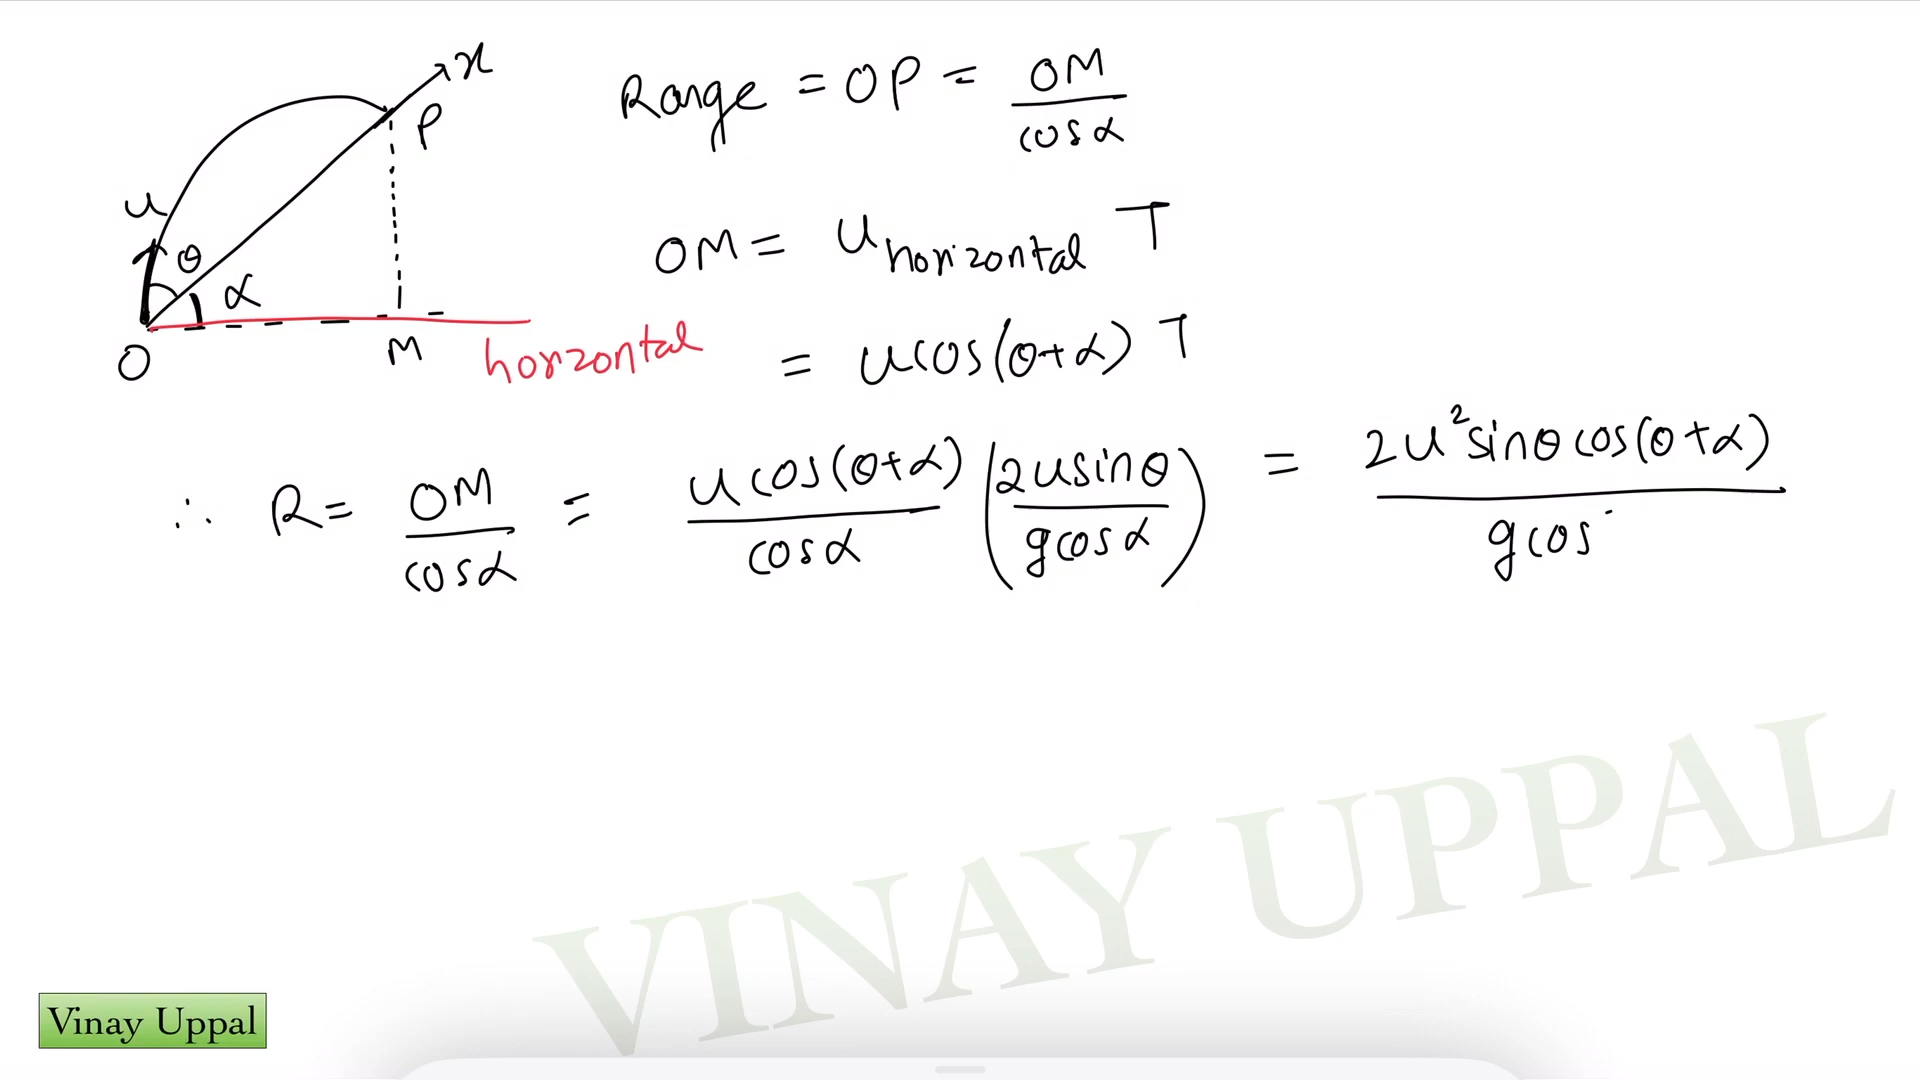 x
P
u
θ
α
O
M
horizontal
Range = OP = OM / cosα
OM = u horizontal T
= ucos(θ+α) T
∴ R = OM / cosα = ucos(θ+α) / cosα (2usinθ / gcosα) = 2u²sinθcos(θ+α) / gcos
VINAY UPPAL
Vinay Uppal